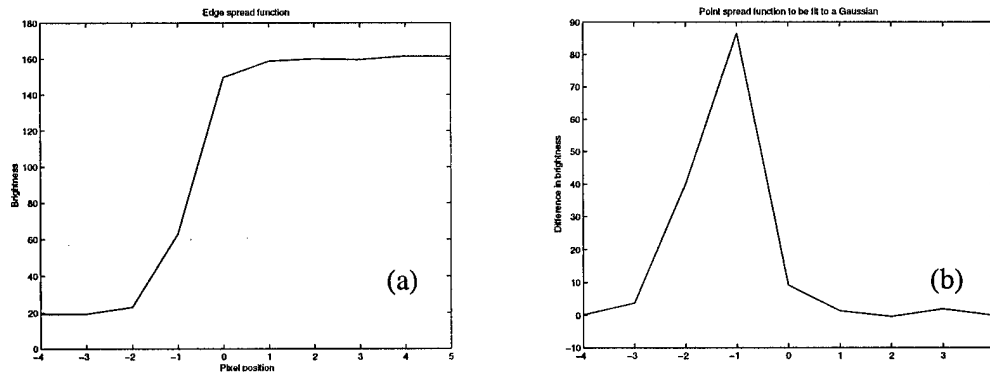 Edge spread function
180
160
140
120
100
80
60
40
20
0
Brightness
-4 -3 -2 -1 0 1 2 3 4 5
Pixel position
(a)
Point spread function to be fit to a Gaussian
90
80
70
60
50
40
30
20
10
0
-10
Difference in brightness
-4 -3 -2 -1 0 1 2 3
(b)